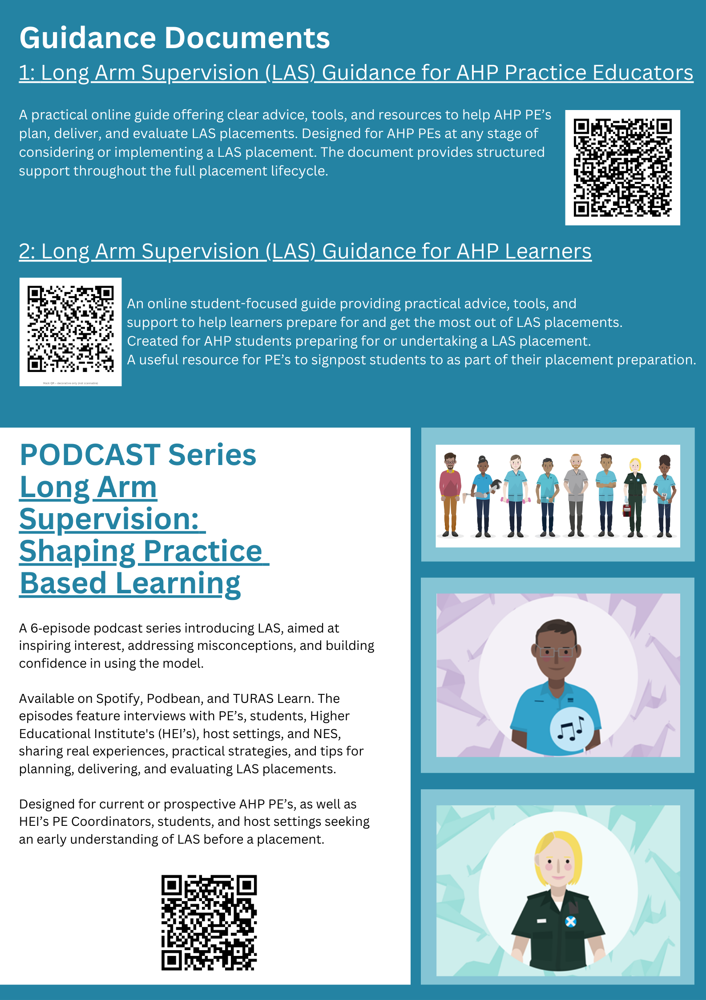 Guidance Documents
1: Long Arm Supervision (LAS) Guidance for AHP Practice Educators
A practical online guide offering clear advice, tools, and resources to help AHP PE’s
plan, deliver, and evaluate LAS placements. Designed for AHP PEs at any stage of
considering or implementing a LAS placement. The document provides structured
support throughout the full placement lifecycle.
2: Long Arm Supervision (LAS) Guidance for AHP Learners
An online student-focused guide providing practical advice, tools, and
support to help learners prepare for and get the most out of LAS placements.
Created for AHP students preparing for or undertaking a LAS placement.
A useful resource for PE’s to signpost students to as part of their placement preparation.
Mock QR – decorative only (not scannable)
PODCAST Series
Long Arm
Supervision:
Shaping Practice
Based Learning
A 6-episode podcast series introducing LAS, aimed at
inspiring interest, addressing misconceptions, and building
confidence in using the model.
Available on Spotify, Podbean, and TURAS Learn. The
episodes feature interviews with PE’s, students, Higher
Educational Institute's (HEI’s), host settings, and NES,
sharing real experiences, practical strategies, and tips for
planning, delivering, and evaluating LAS placements.
Designed for current or prospective AHP PE’s, as well as
HEI’s PE Coordinators, students, and host settings seeking
an early understanding of LAS before a placement.